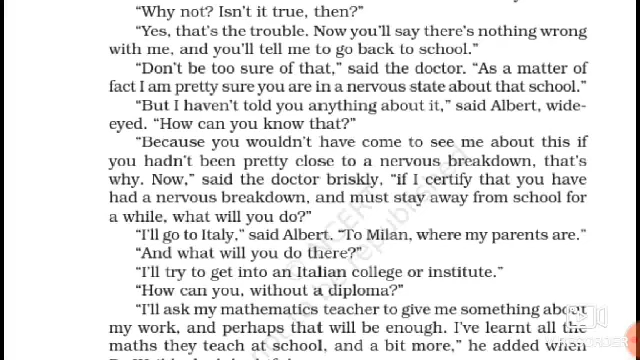 “Why not? Isn’t it true, then?”
“Yes, that’s the trouble. Now you’ll say there’s nothing wrong
with me, and you’ll tell me to go back to school.”
“Don’t be too sure of that,” said the doctor. “As a matter of
fact I am pretty sure you are in a nervous state about that school.”
“But I haven’t told you anything about it,” said Albert, wide-
eyed. “How can you know that?”
“Because you wouldn’t have come to see me about this if
you hadn’t been pretty close to a nervous breakdown, that’s
why. Now,” said the doctor briskly, “if I certify that you have
had a nervous breakdown, and must stay away from school for
a while, what will you do?”
“I’ll go to Italy,” said Albert. “To Milan, where my parents are.”
“And what will you do there?”
“I’ll try to get into an Italian college or institute.”
“How can you, without a diploma?”
“I’ll ask my mathematics teacher to give me something about
my work, and perhaps that will be enough. I’ve learnt all the
maths they teach at school, and a bit more,” he added when
NCERT
be republished
RECORDER